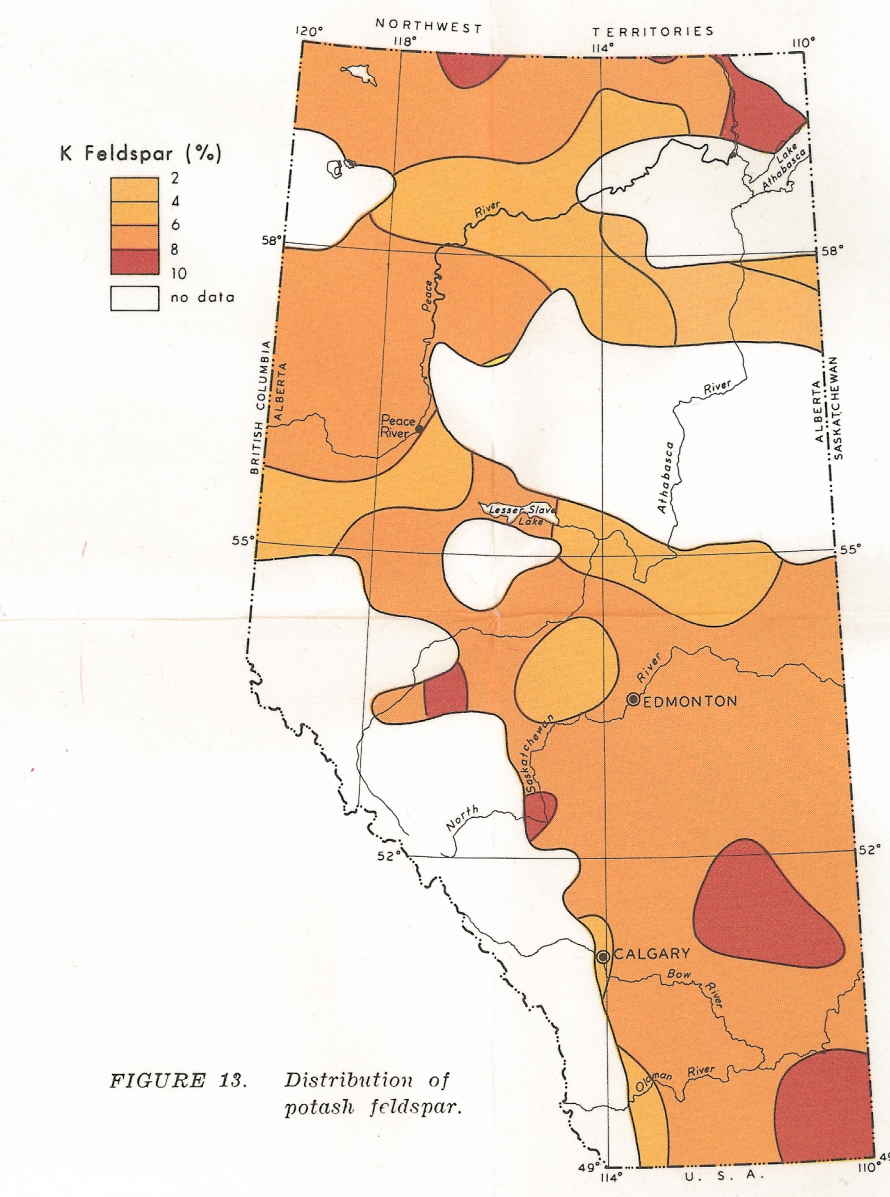 NORTHWEST TERRITORIES
120° 118° 114° 110°
K Feldspar (%)
2
4
6
8
10
no data
Lake
Athabasca
River
58° 58°
Peace
BRITISH COLUMBIA
ALBERTA
ALBERTA
SASKATCHEWAN
River
Peace
River
Athabasca
Lesser Slave
Lake
55° 55°
River
EDMONTON
Saskatchewan
North
52° 52°
CALGARY
Bow
River
FIGURE 13. Distribution of
potash feldspar.
Oldman River
49° 49
114° U. S. A. 110°